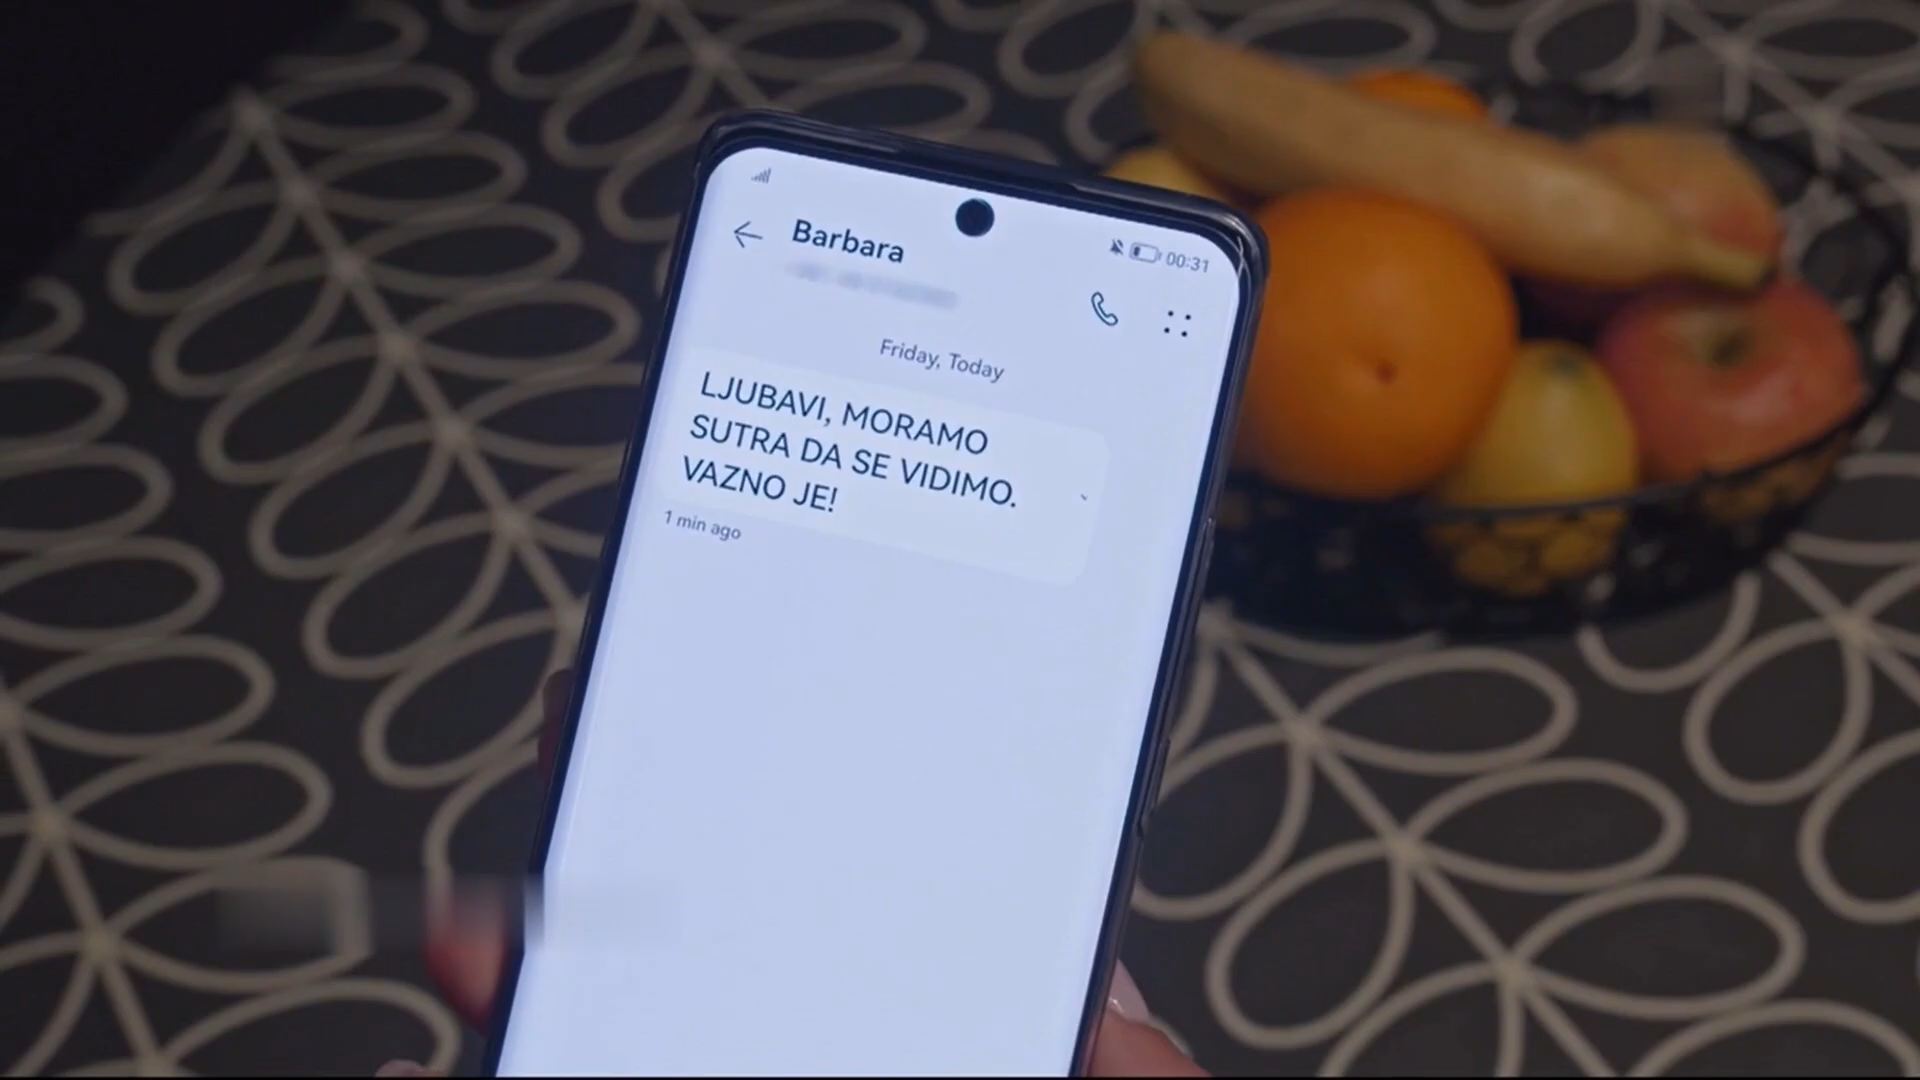 00:31
Barbara
Friday, Today
LJUBAVI, MORAMO
SUTRA DA SE VIDIMO.
VAZNO JE!
1 min ago